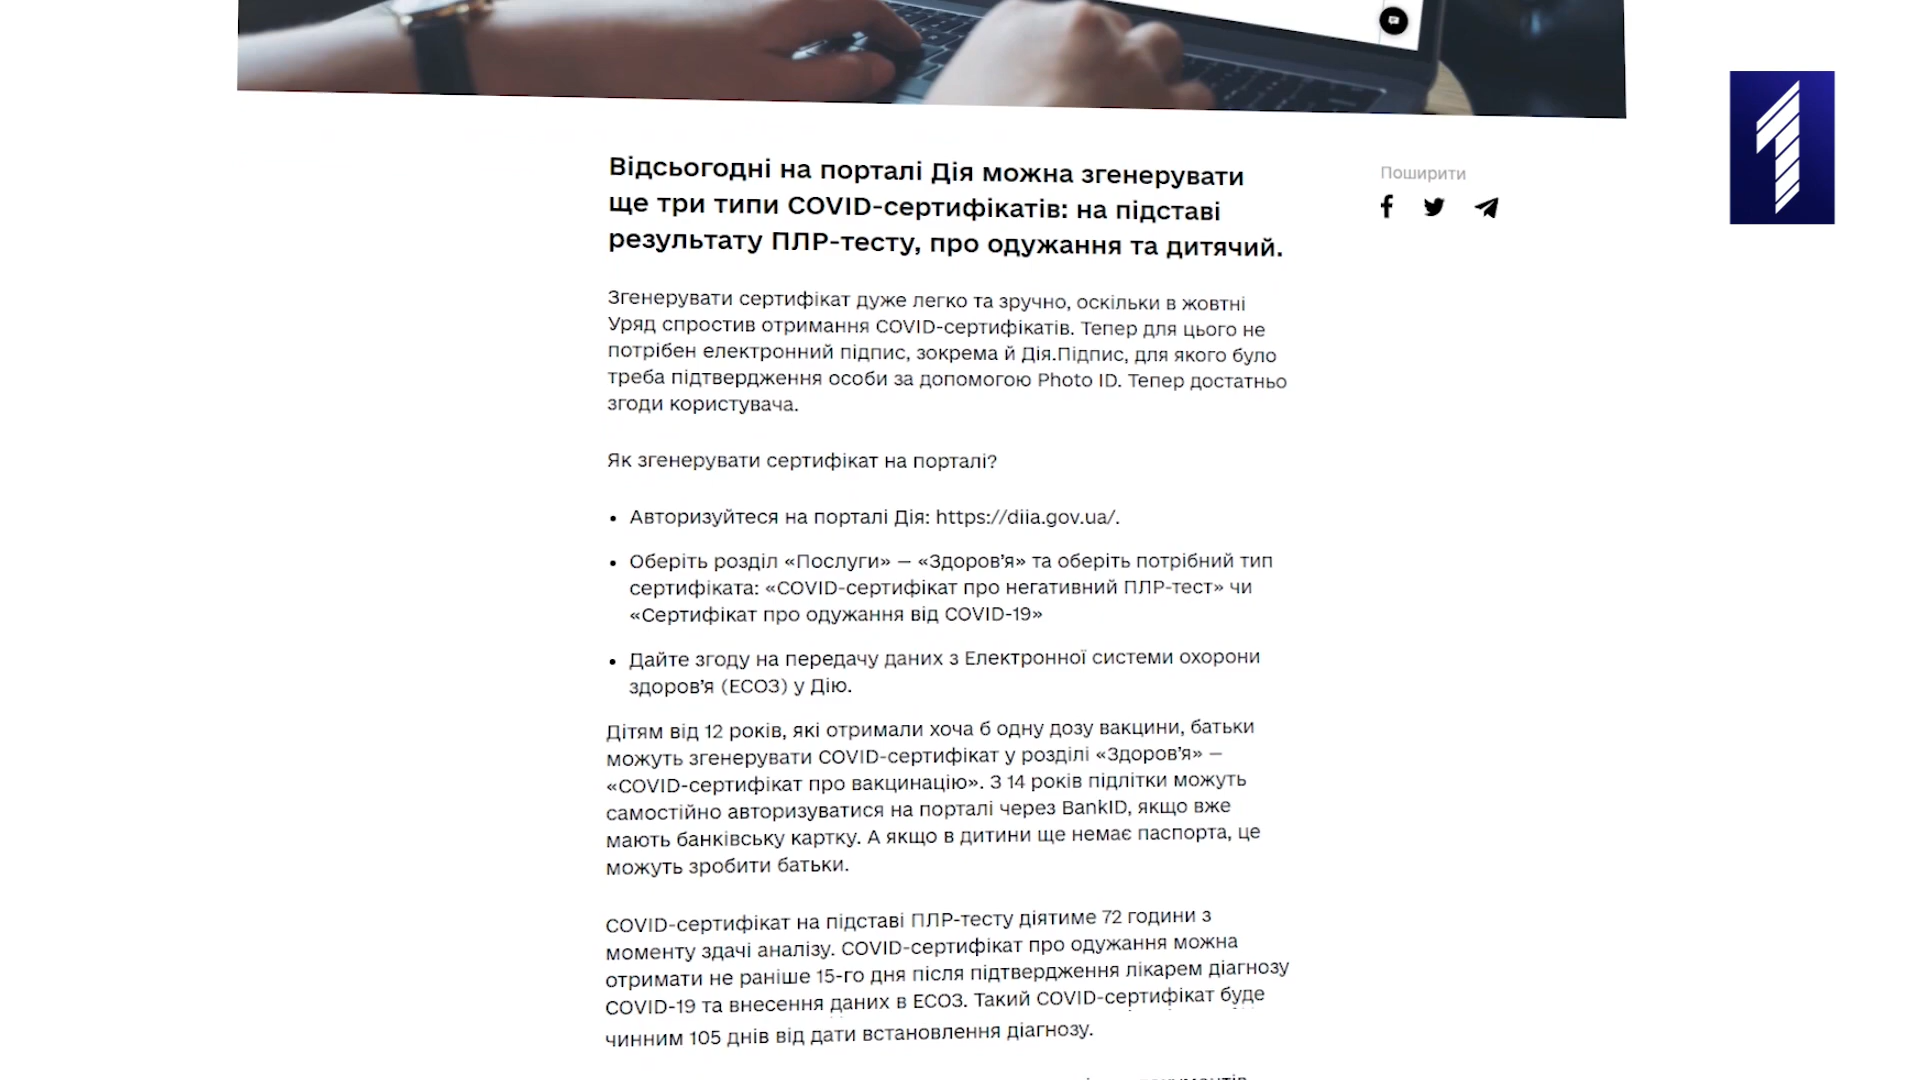 Відсьогодні на порталі Дія можна згенерувати
ще три типи COVID-сертифікатів: на підставі
результату ПЛР-тесту, про одужання та дитячий.
Поширити
Згенерувати сертифікат дуже легко та зручно, оскільки в жовтні
Уряд спростив отримання COVID-сертифікатів. Тепер для цього не
потрібен електронний підпис, зокрема й Дія.Підпис, для якого було
треба підтвердження особи за допомогою Photo ID. Тепер достатньо
згоди користувача.
Як згенерувати сертифікат на порталі?
• Авторизуйтеся на порталі Дія: https://diia.gov.ua/.
• Оберіть розділ «Послуги» — «Здоров’я» та оберіть потрібний тип
сертифіката: «COVID-сертифікат про негативний ПЛР-тест» чи
«Сертифікат про одужання від COVID-19»
• Дайте згоду на передачу даних з Електронної системи охорони
здоров’я (ЕСОЗ) у Дію.
Дітям від 12 років, які отримали хоча б одну дозу вакцини, батьки
можуть згенерувати COVID-сертифікат у розділі «Здоров’я» —
«COVID-сертифікат про вакцинацію». З 14 років підлітки можуть
самостійно авторизуватися на порталі через BankID, якщо вже
мають банківську картку. А якщо в дитини ще немає паспорта, це
можуть зробити батьки.
COVID-сертифікат на підставі ПЛР-тесту діятиме 72 години з
моменту здачі аналізу. COVID-сертифікат про одужання можна
отримати не раніше 15-го дня після підтвердження лікарем діагнозу
COVID-19 та внесення даних в ЕСОЗ. Такий COVID-сертифікат буде
чинним 105 днів від дати встановлення діагнозу.
1